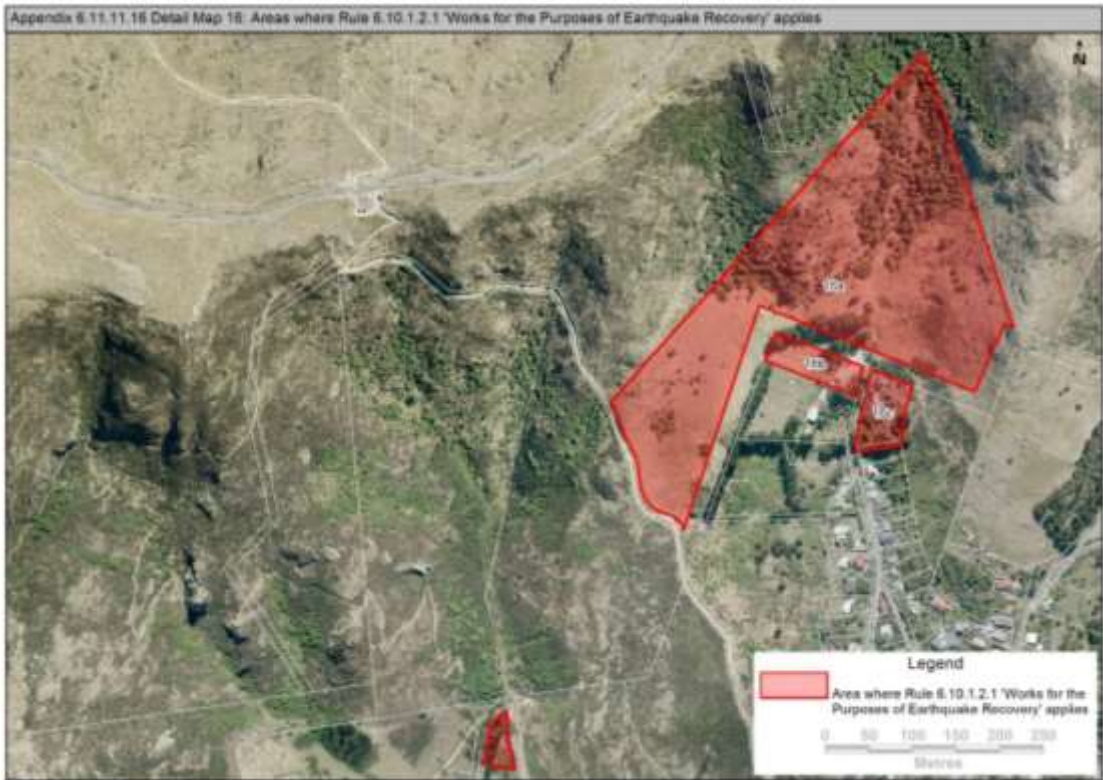 Appendix 6.11.11.16 Detail Map 16: Areas where Rule 6.10.1.2.1 'Works for the Purposes of Earthquake Recovery' applies
N
Legend
Area where Rule 6.10.1.2.1 'Works for the
Purposes of Earthquake Recovery' applies
0 50 100 150 200 250
Metres